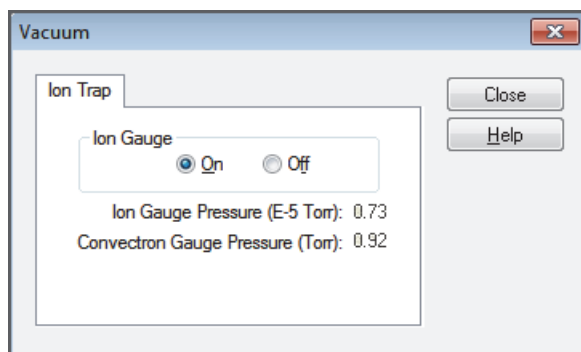 Vacuum
Ion Trap
Close
Help
Ion Gauge
On Off
Ion Gauge Pressure (E-5 Torr): 0.73
Convectron Gauge Pressure (Torr): 0.92